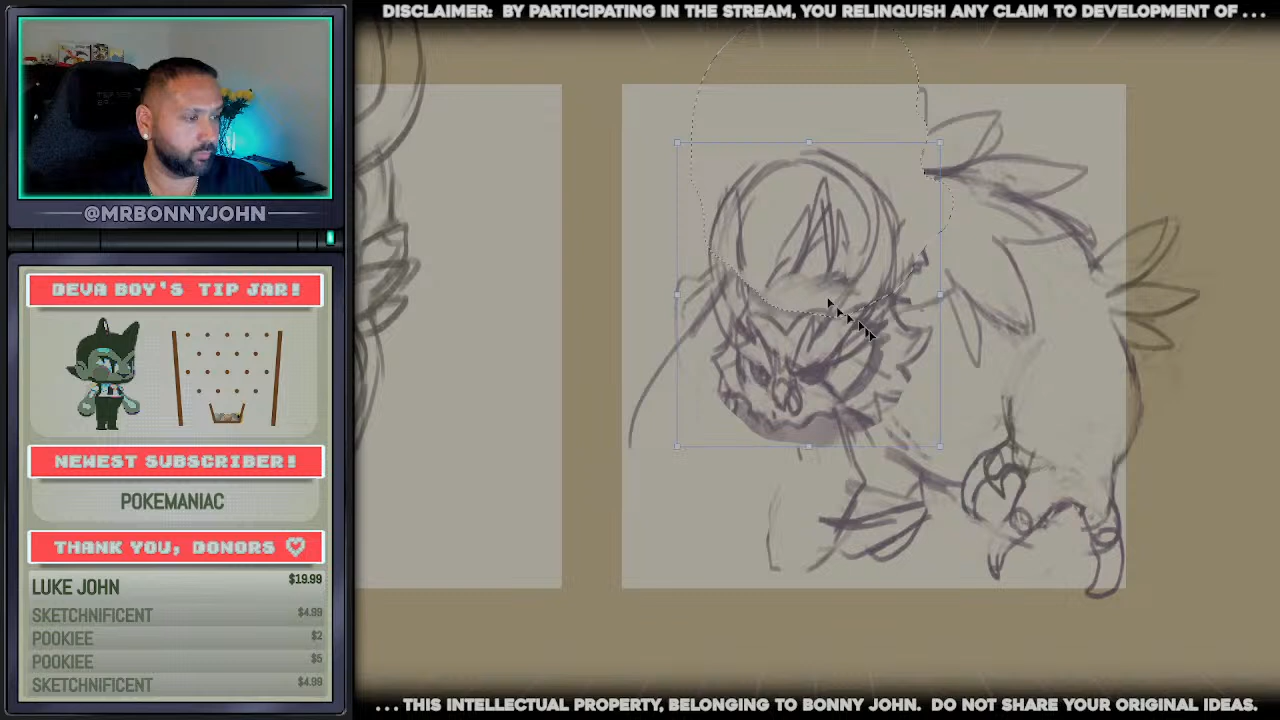 DISCLAIMER: BY PARTICIPATING IN THE STREAM, YOU RELINQUISH ANY CLAIM TO DEVELOPMENT OF . . .
@MRBONNYJOHN
DEVA BOY'S TIP JAR!
NEWEST SUBSCRIBER!
POKEMANIAC
THANK YOU, DONORS ♡
LUKE JOHN $19.99
SKETCHNIFICENT $4.99
POOKIEE $2
POOKIEE $5
SKETCHNIFICENT $4.99
. . . THIS INTELLECTUAL PROPERTY, BELONGING TO BONNY JOHN. DO NOT SHARE YOUR ORIGINAL IDEAS.